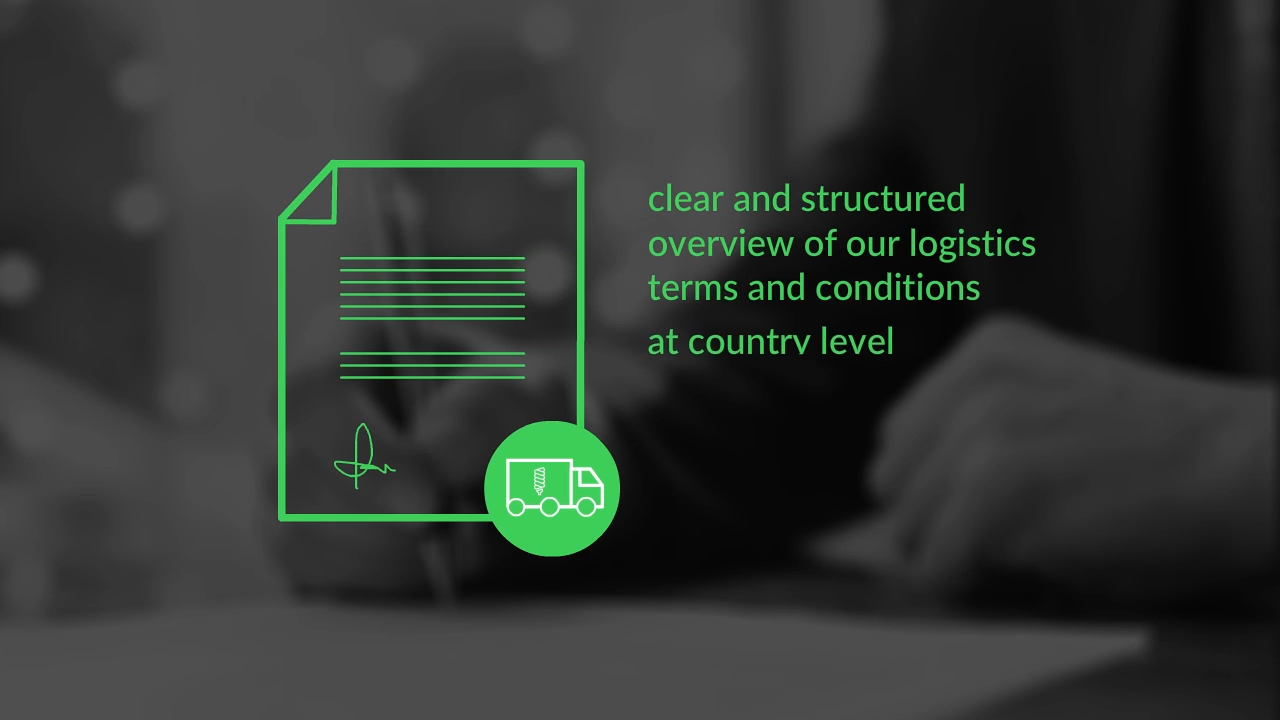 clear and structured
overview of our logistics
terms and conditions
at country level